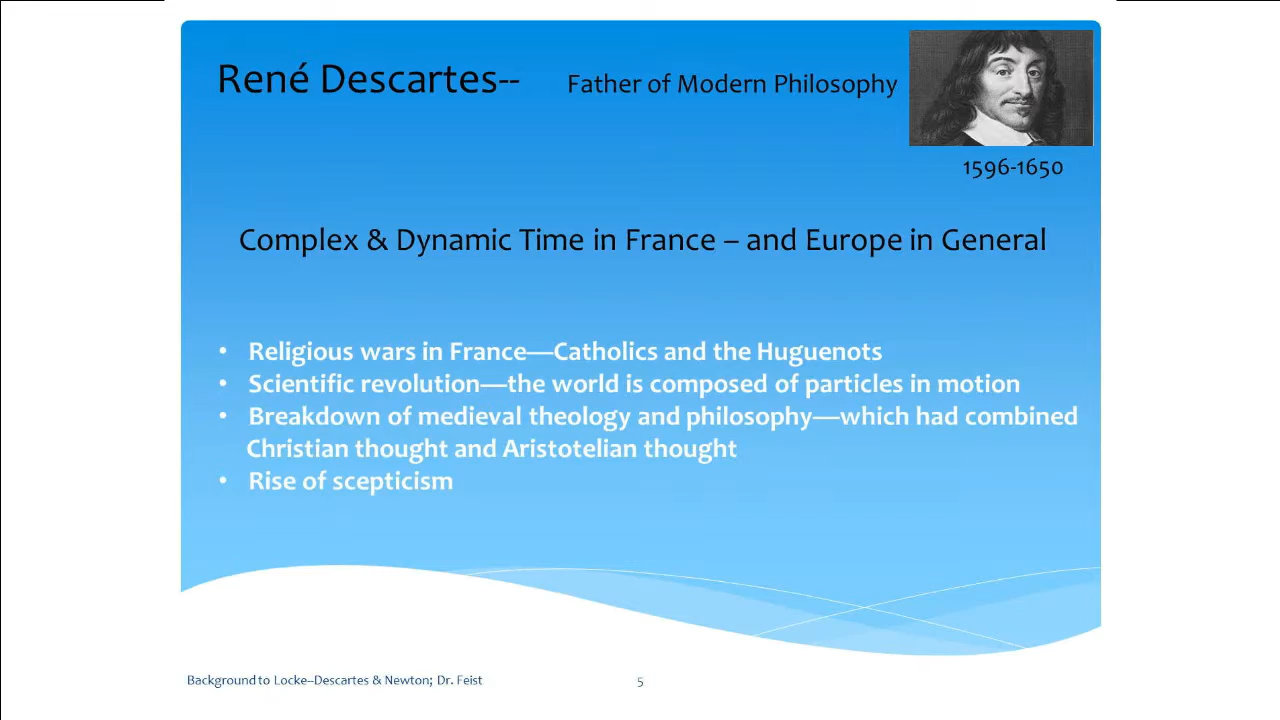 René Descartes-- Father of Modern Philosophy
1596-1650
Complex & Dynamic Time in France – and Europe in General
• Religious wars in France—Catholics and the Huguenots
• Scientific revolution—the world is composed of particles in motion
• Breakdown of medieval theology and philosophy—which had combined
Christian thought and Aristotelian thought
• Rise of scepticism
Background to Locke--Descartes & Newton; Dr. Feist 5